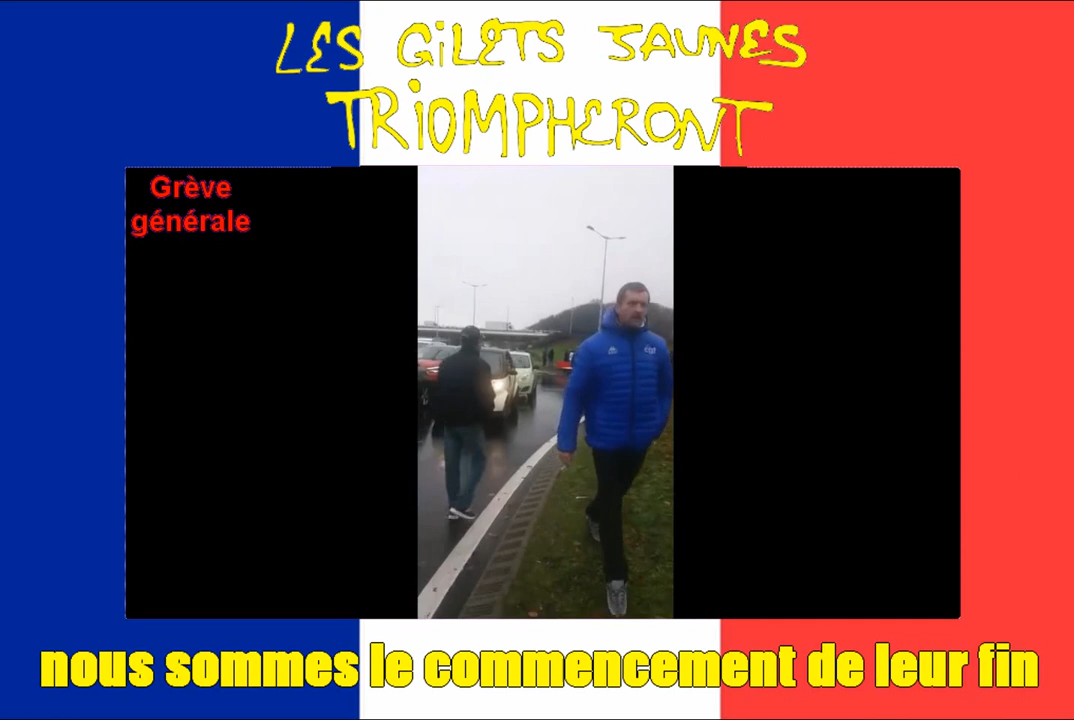 LES GiLETS JAUNES
TRiOMPHERONT
Grève
générale
nous sommes le commencement de leur fin